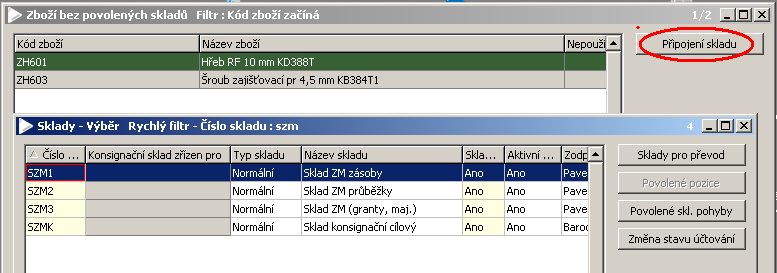 Zboží bez povolených skladů Filtr : Kód zboží začíná 1/2
Kód zboží Název zboží Nepouži
Připojení skladu
ZH601 Hřeb RF 10 mm KD388T
ZH603 Šroub zajišťovací pr 4,5 mm KB384T1
Sklady - Výběr Rychlý filtr - Číslo skladu : szm 4
Číslo ... Konsignační sklad zřízen pro Typ skladu Název skladu Skla... Aktivní ... Zodp
Sklady pro převod
SZM1 Normální Sklad ZM zásoby Ano Ano Pave
SZM2 Normální Sklad ZM průběžky Ano Ano Pave
Povolené pozice
SZM3 Normální Sklad ZM (granty, maj.) Ano Ano Pave
Povolené skl. pohyby
SZMK Normální Sklad konsignační cílový Ano Ano Barod
Změna stavu účtování